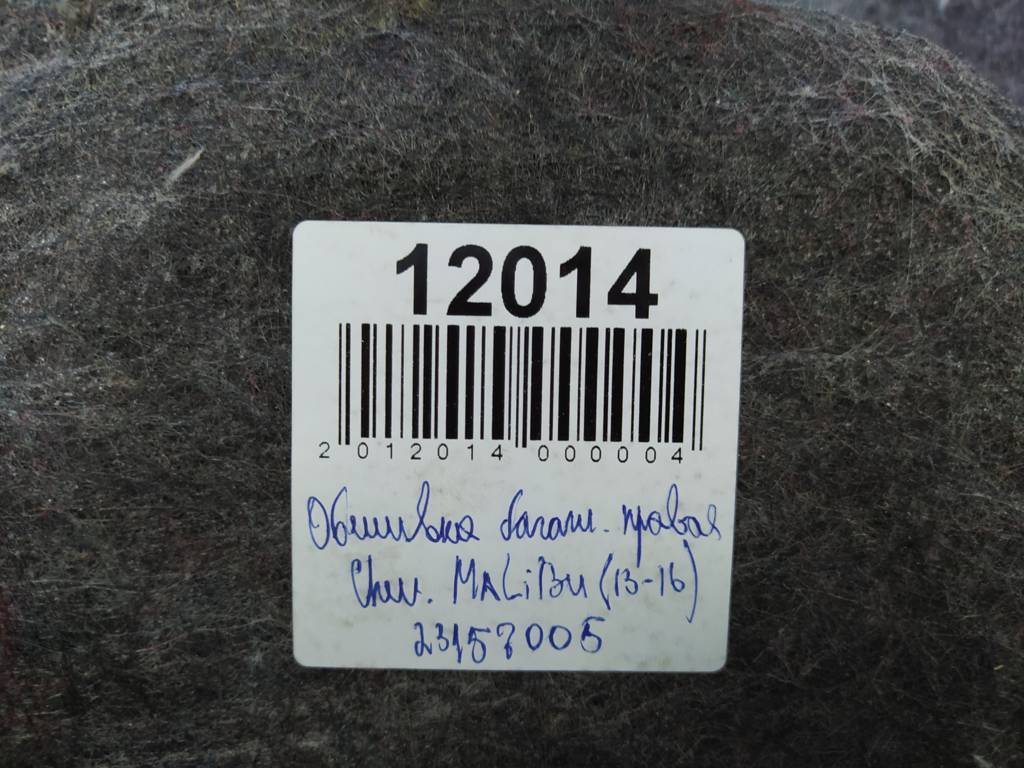 12014
2 012014 000004
Обшивка багаж. правая
Chev. MALiBu (13-16)
23157005